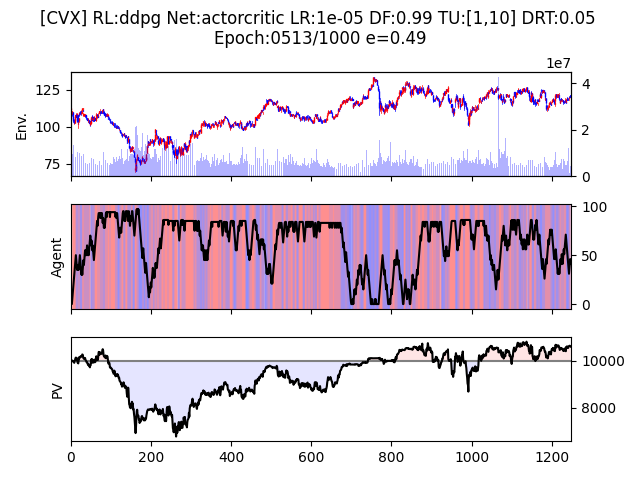 [CVX] RL:ddpg Net:actorcritic LR:1e-05 DF:0.99 TU:[1,10] DRT:0.05
Epoch:0513/1000 e=0.49
1e7
Env.
125
100
75
4
2
0
Agent
100
50
0
PV
10000
8000
0 200 400 600 800 1000 1200